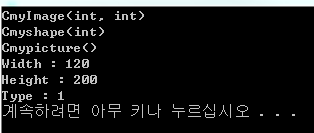 CmyImage(int, int)
Cmyshape(int)
Cmypicture()
Width : 120
Height : 200
Type : 1
계속하려면 아무 키나 누르십시오 . . .